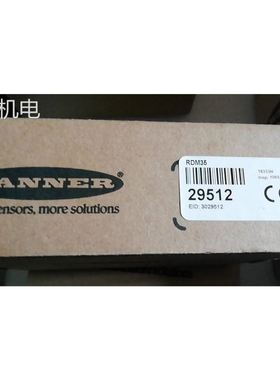 机电
ANNER
ensors, more solutions
RDM35
29512
EID: 3029512
CE